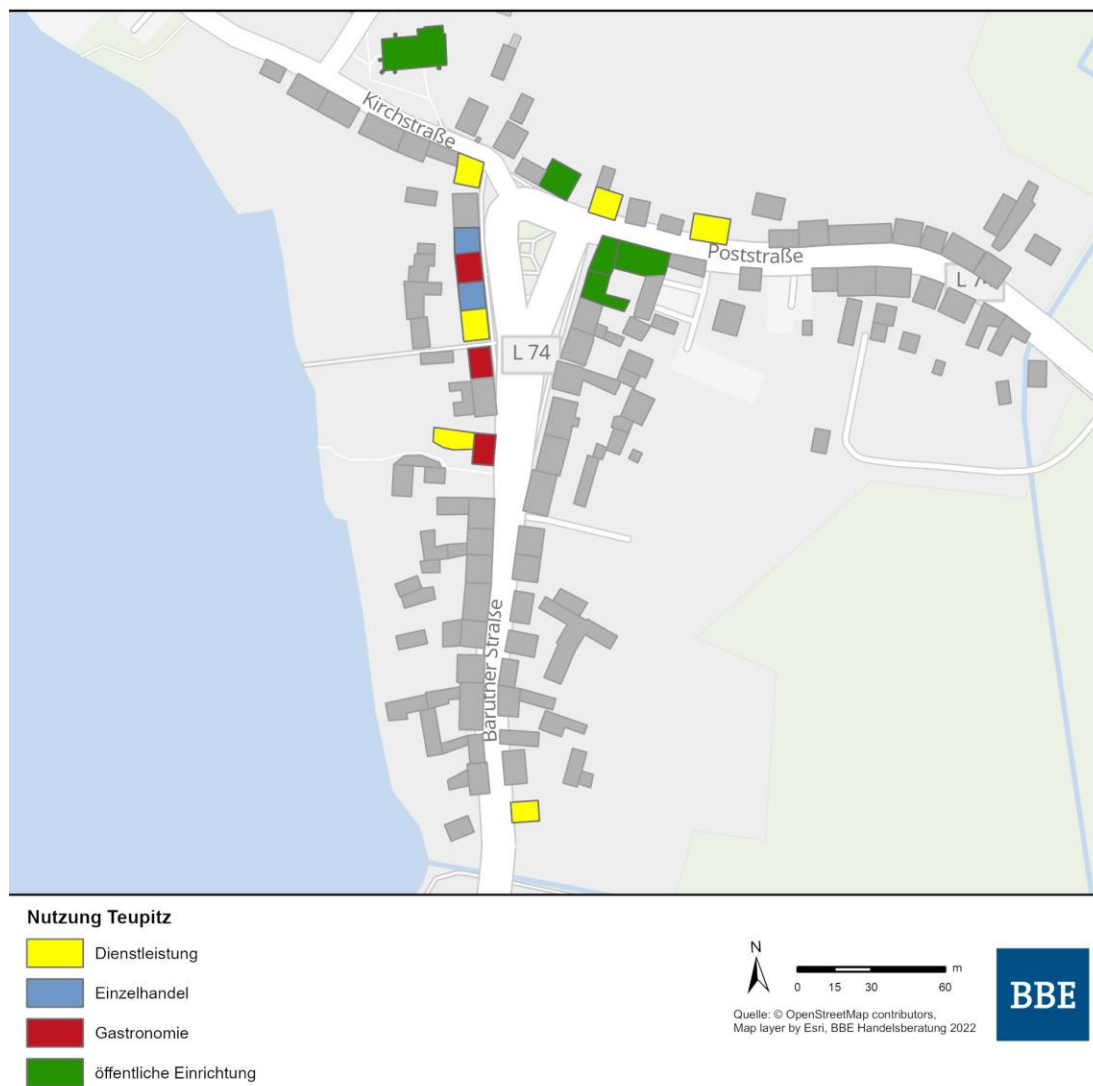 Kirchstraße
Poststraße
L 74
L 74
Baruther Straße
Nutzung Teupitz
Dienstleistung
Einzelhandel
Gastronomie
öffentliche Einrichtung
N
m
0 15 30 60
Quelle: © OpenStreetMap contributors,
Map layer by Esri, BBE Handelsberatung 2022
BBE